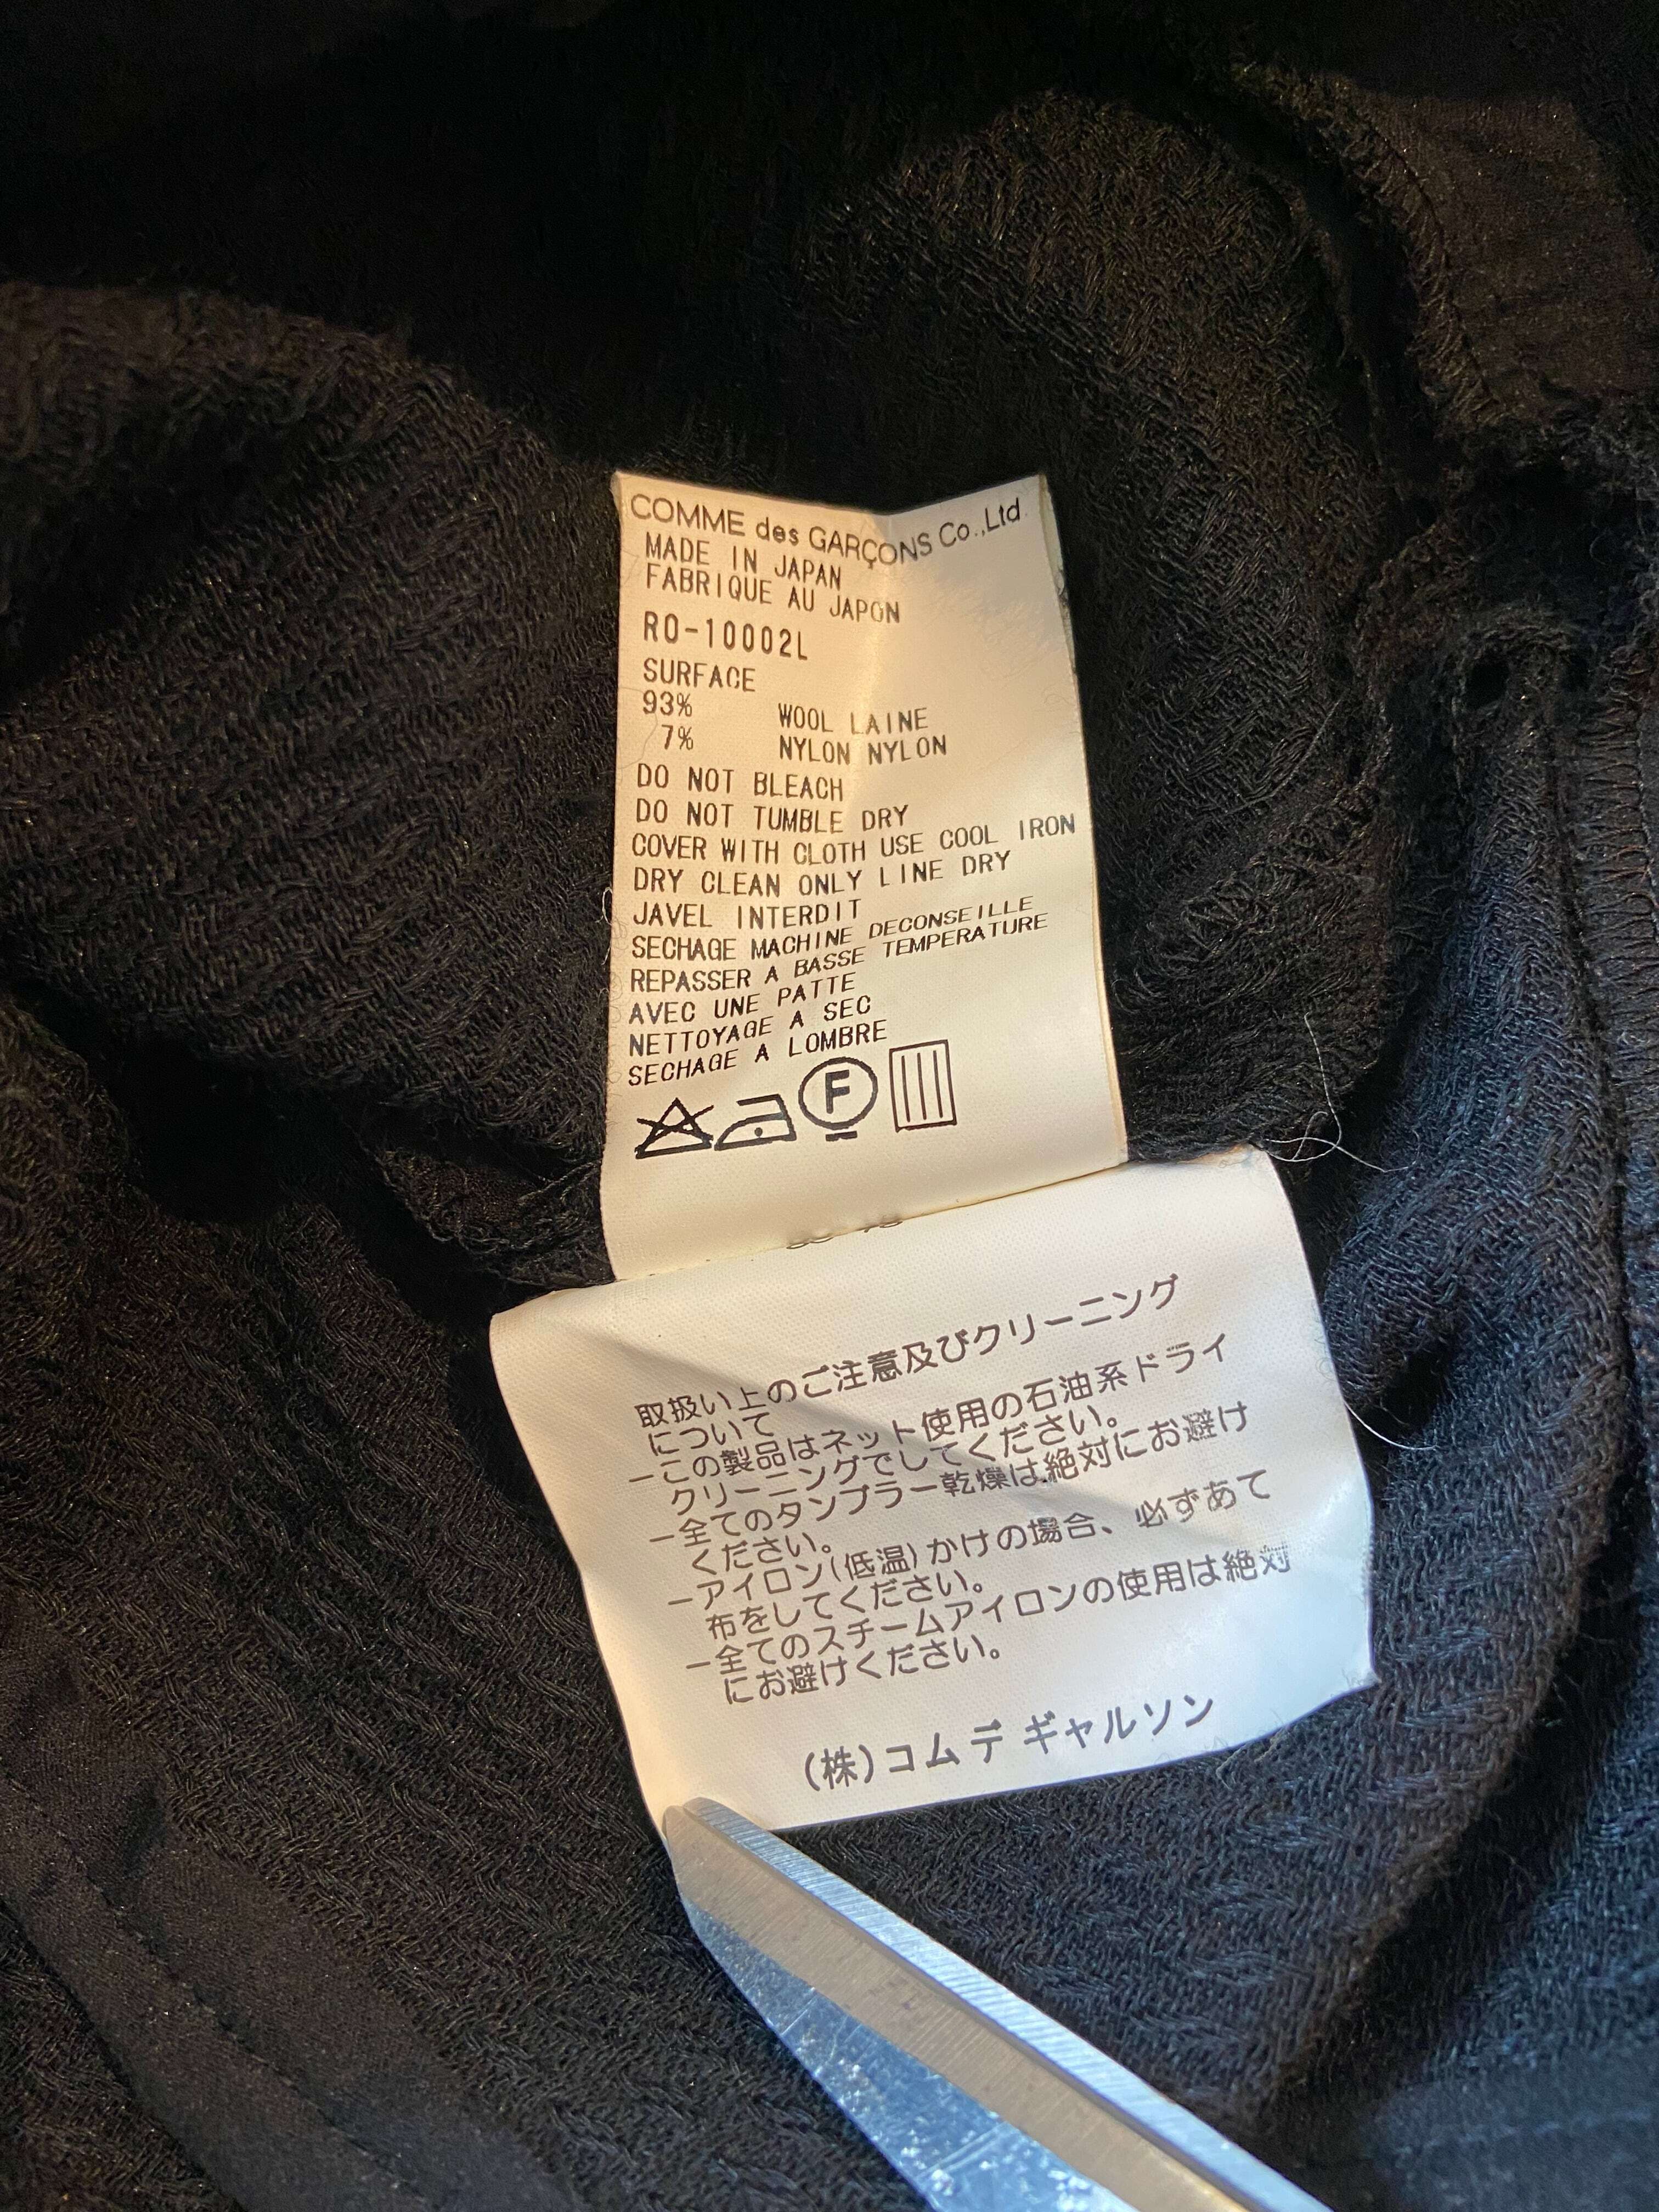 COMME des GARÇONS Co.,Ltd.
MADE IN JAPAN
FABRIQUE AU JAPON
RO-10002L
SURFACE
93% WOOL LAINE
7% NYLON NYLON
DO NOT BLEACH
DO NOT TUMBLE DRY
COVER WITH CLOTH USE COOL IRON
DRY CLEAN ONLY LINE DRY
JAVEL INTERDIT
SECHAGE MACHINE DECONSEILLE
REPASSER A BASSE TEMPERATURE
AVEC UNE PATTE
NETTOYAGE A SEC
SECHAGE A LOMBRE
F
取扱い上のご注意及びクリーニング
について
－この製品はネット使用の石油系ドライ
クリーニングでしてください。
－全てのタンブラー乾燥は絶対にお避け
ください。
－アイロン(低温)かけの場合、必ずあて
布をしてください。
－全てのスチームアイロンの使用は絶対
にお避けください。
(株)コム デ ギャルソン